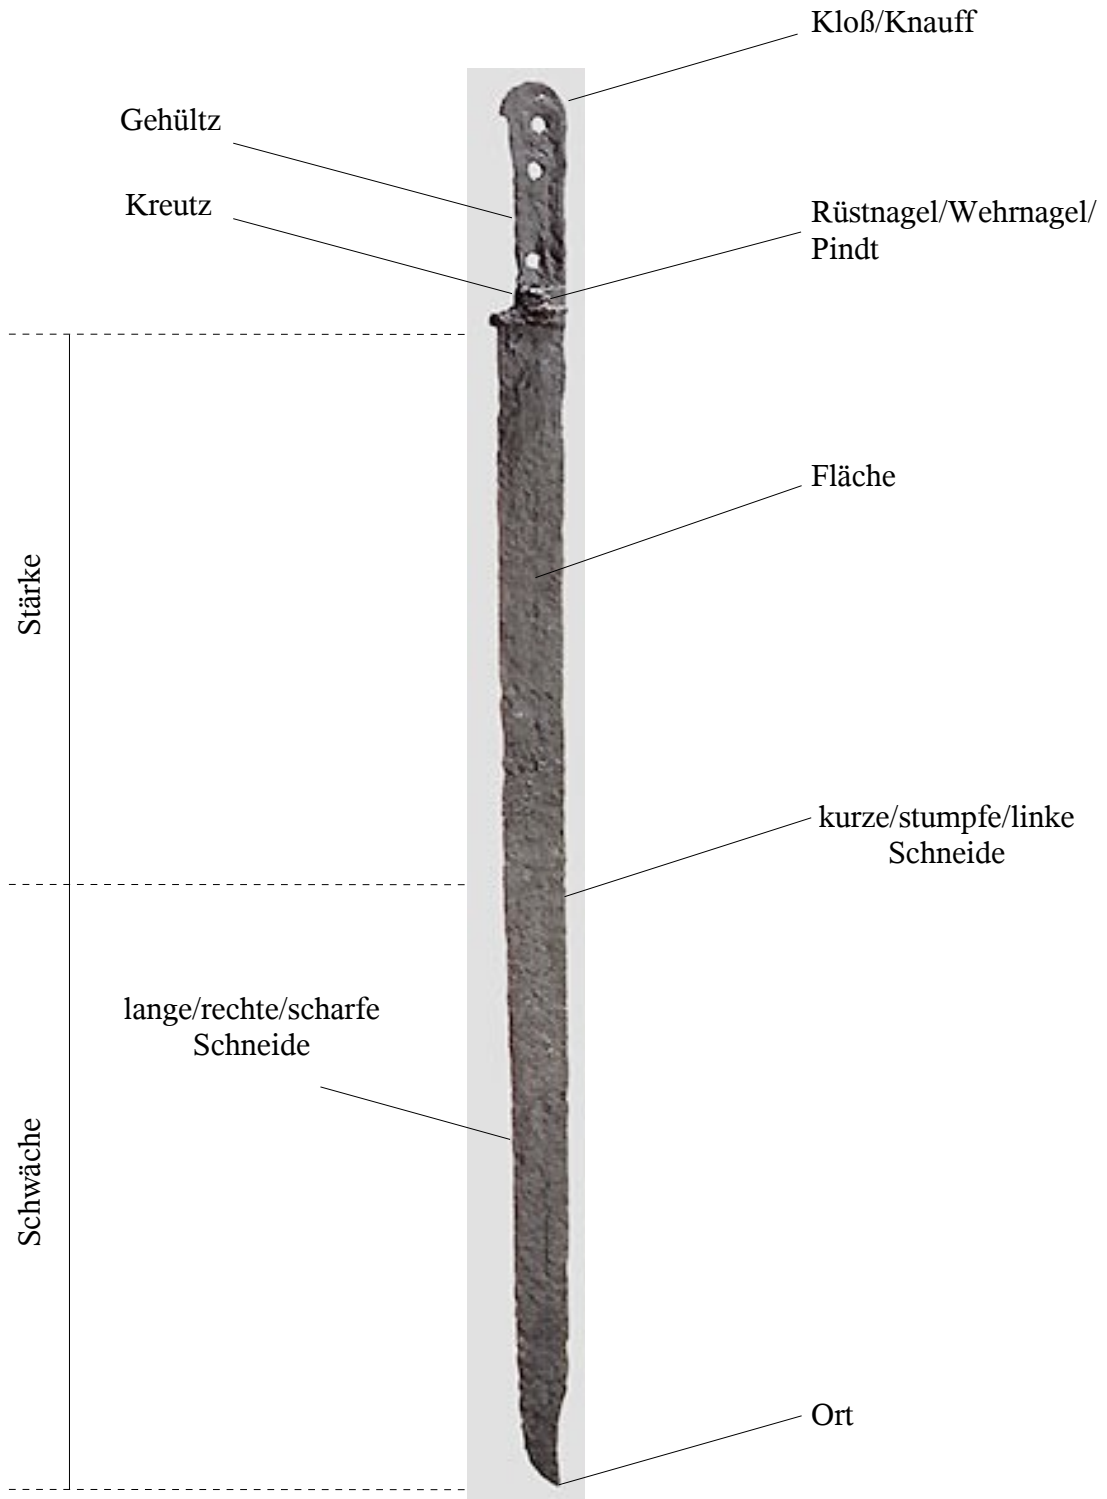 Kloß/Knauff
Gehültz
Kreutz
Rüstnagel/Wehrnagel/
Pindt
Fläche
Stärke
kurze/stumpfe/linke
Schneide
lange/rechte/scharfe
Schneide
Schwäche
Ort